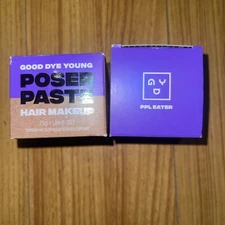 GOOD DYE YOUNG
POSER
PASTE
HAIR MAKEUP
G Y
D
PPL EATER